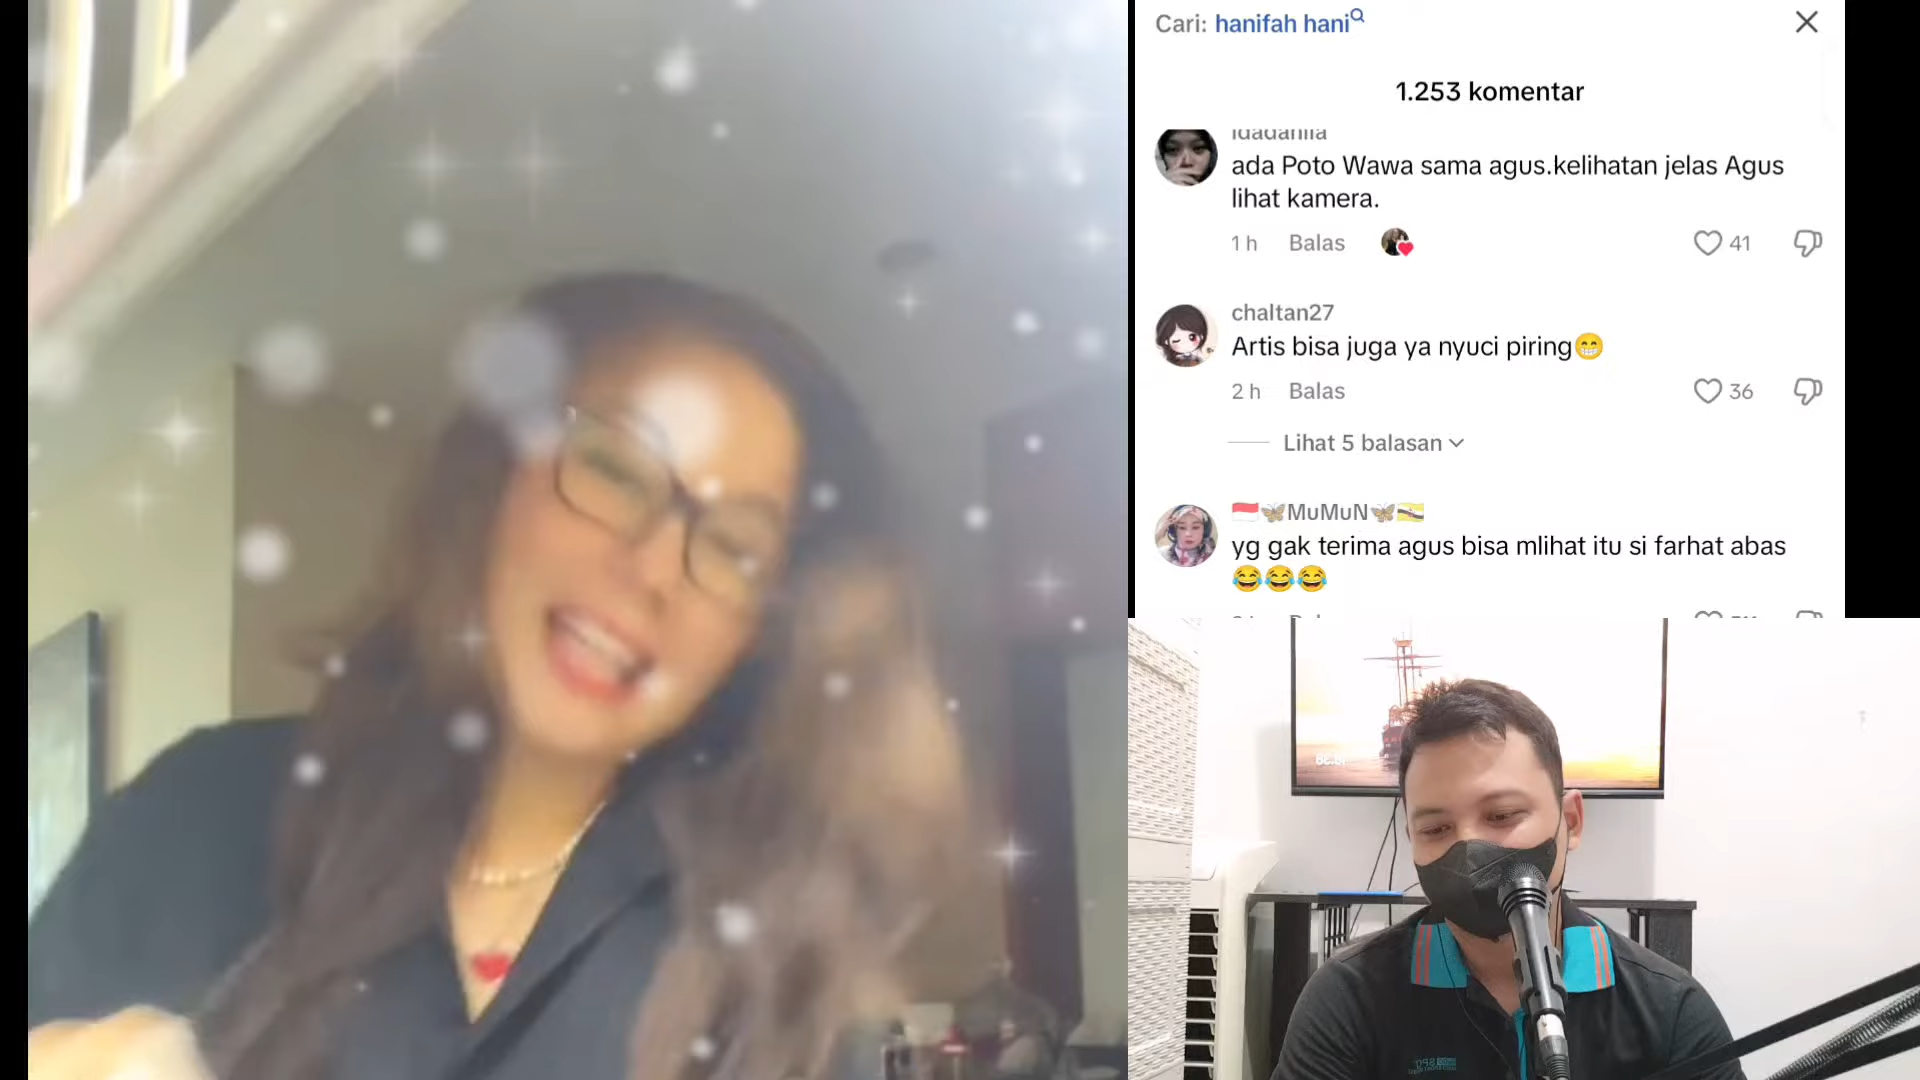 Cari: hanifah hani
1.253 komentar
idadahlia
ada Poto Wawa sama agus.kelihatan jelas Agus
lihat kamera.
1 h Balas 41
chaltan27
Artis bisa juga ya nyuci piring😁
2 h Balas 36
Lihat 5 balasan
🇮🇩🦋MuMuN🦋🇧🇳
yg gak terima agus bisa mlihat itu si farhat abas
😂😂😂